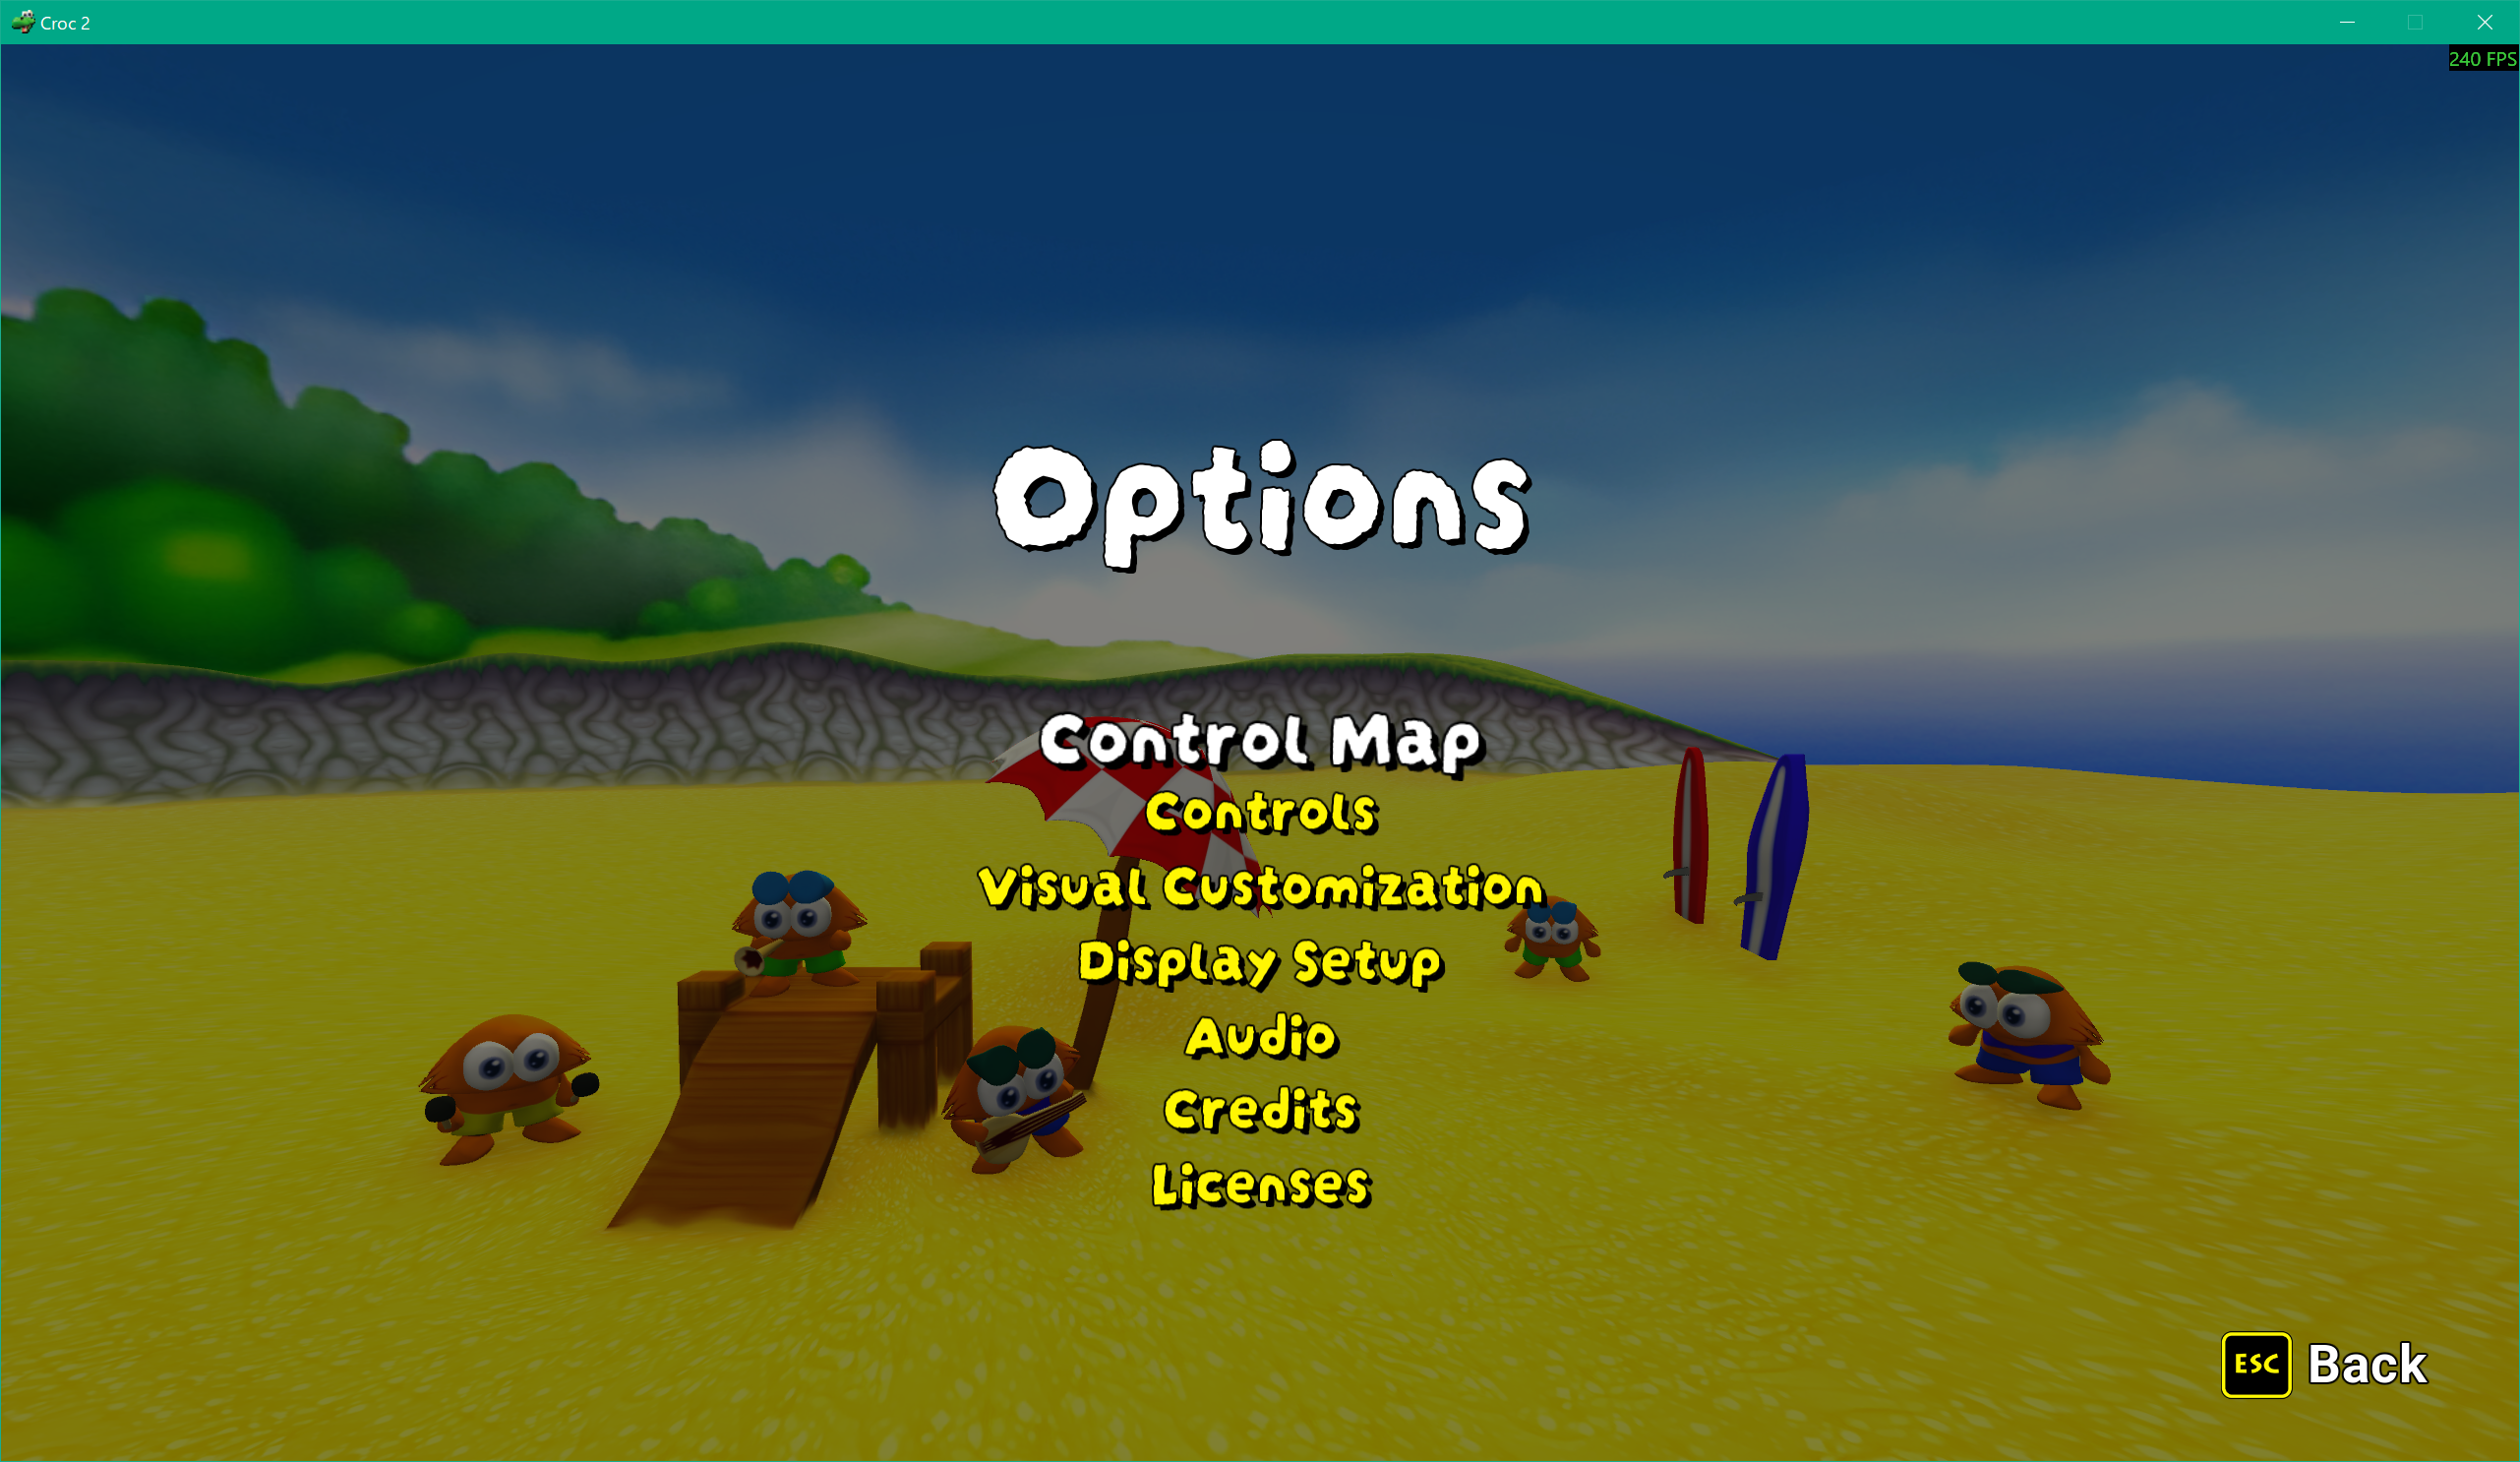 Croc 2
240 FPS
Options
Control Map
Controls
Visual Customization
Display Setup
Audio
Credits
Licenses
ESC Back